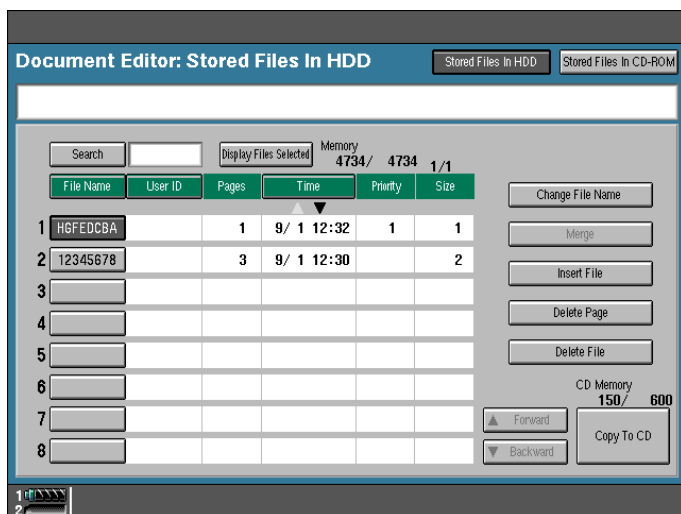 Document Editor: Stored Files In HDD Stored Files In HDD Stored Files In CD-ROM
Search Display Files Selected Memory 4734/ 4734 1/1
File Name User ID Pages Time Priority Size
Change File Name
1 HGFEDCBA 1 9/ 1 12:32 1 1
Merge
2 12345678 3 9/ 1 12:30 2
Insert File
3
Delete Page
4
5 Delete File
6 CD Memory
150/ 600
7 Forward
Copy To CD
8 Backward
1
2